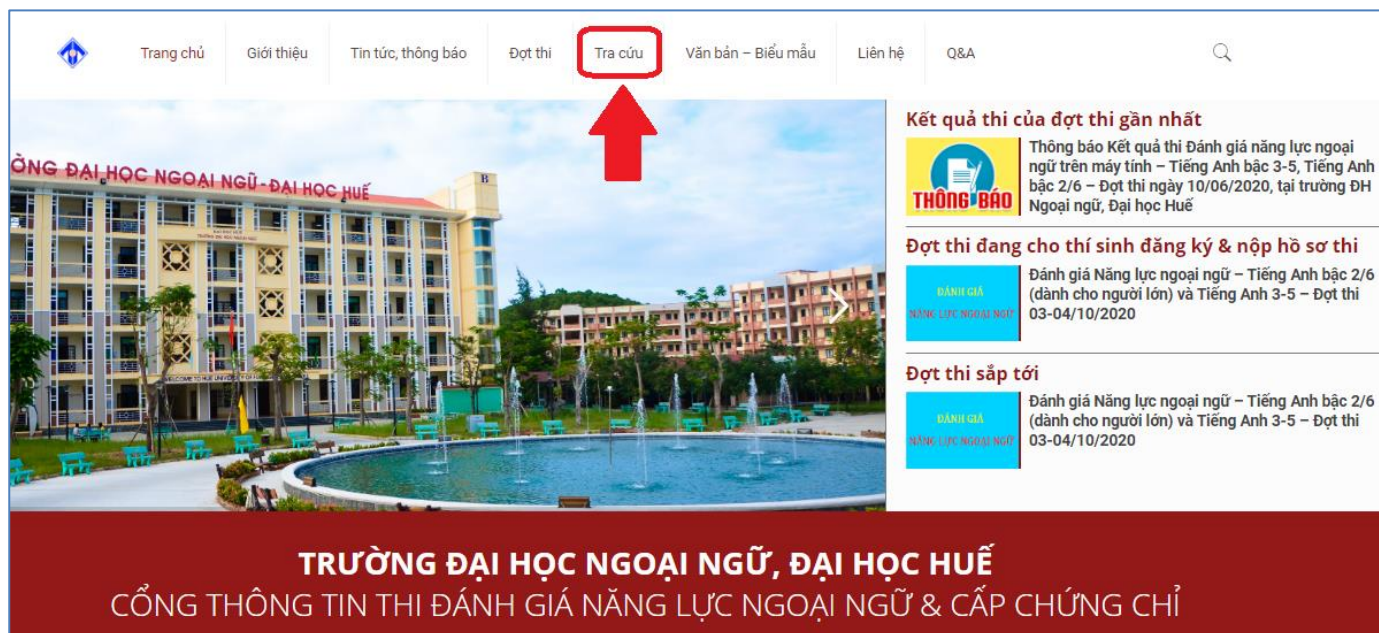 Trang chủ
Giới thiệu
Tin tức, thông báo
Đợt thi
Tra cứu
Văn bản – Biểu mẫu
Liên hệ
Q&A
ỜNG ĐẠI HỌC NGOẠI NGỮ - ĐẠI HỌC HUẾ
B
Kết quả thi của đợt thi gần nhất
THÔNG BÁO
Thông báo Kết quả thi Đánh giá năng lực ngoại
ngữ trên máy tính – Tiếng Anh bậc 3-5, Tiếng Anh
bậc 2/6 – Đợt thi ngày 10/06/2020, tại trường ĐH
Ngoại ngữ, Đại học Huế
Đợt thi đang cho thí sinh đăng ký & nộp hồ sơ thi
ĐÁNH GIÁ
NĂNG LỰC NGOẠI NGỮ
Đánh giá Năng lực ngoại ngữ – Tiếng Anh bậc 2/6
(dành cho người lớn) và Tiếng Anh 3-5 – Đợt thi
03-04/10/2020
Đợt thi sắp tới
ĐÁNH GIÁ
NĂNG LỰC NGOẠI NGỮ
Đánh giá Năng lực ngoại ngữ – Tiếng Anh bậc 2/6
(dành cho người lớn) và Tiếng Anh 3-5 – Đợt thi
03-04/10/2020
TRƯỜNG ĐẠI HỌC NGOẠI NGỮ, ĐẠI HỌC HUẾ
CỔNG THÔNG TIN THI ĐÁNH GIÁ NĂNG LỰC NGOẠI NGỮ & CẤP CHỨNG CHỈ